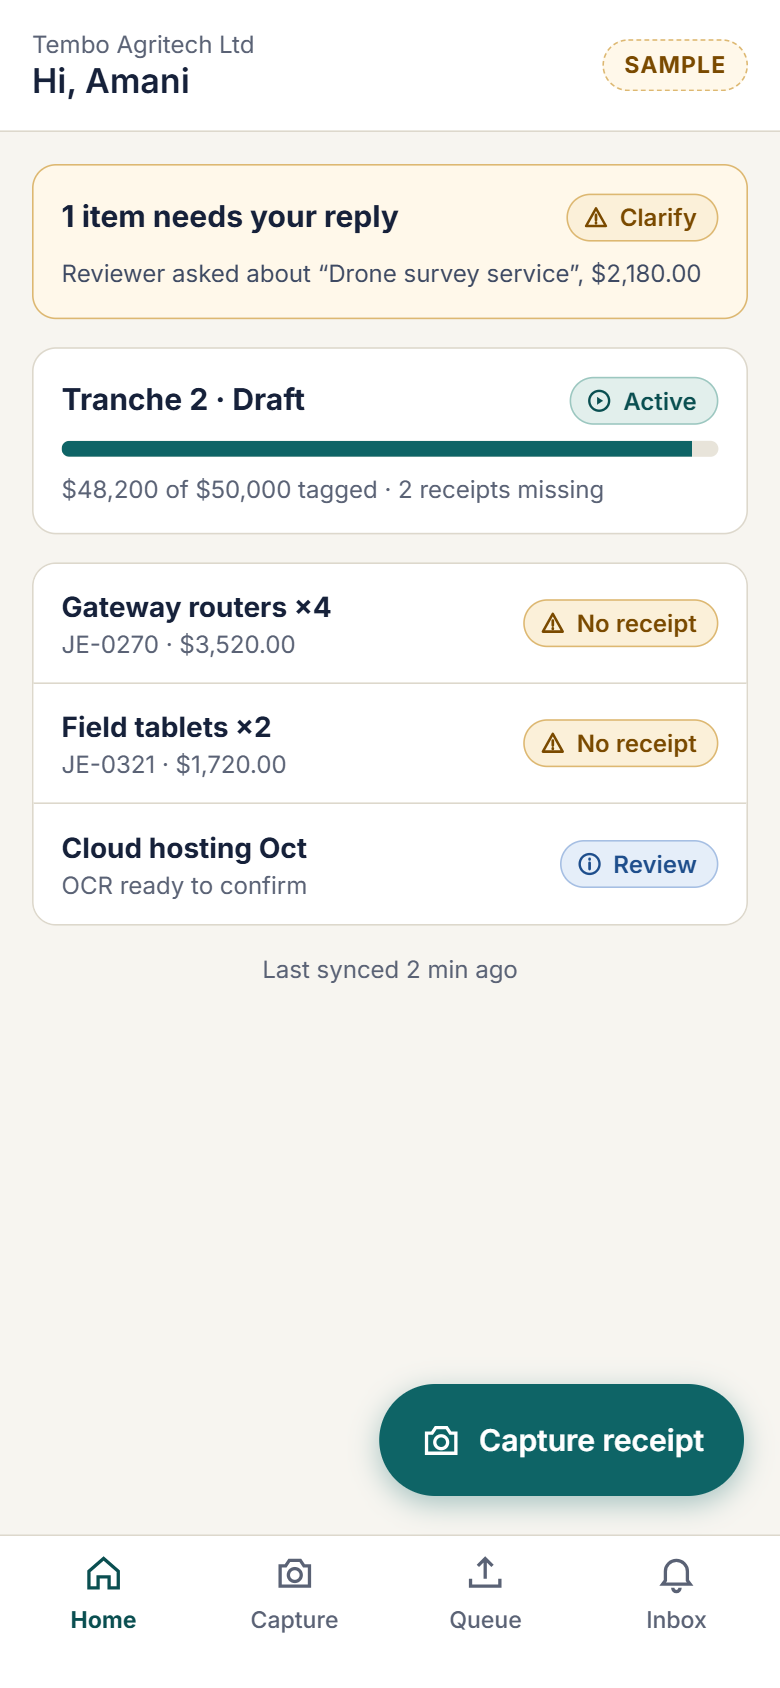 Tembo Agritech Ltd
Hi, Amani
SAMPLE
1 item needs your reply
Clarify
Reviewer asked about “Drone survey service”, $2,180.00
Tranche 2 · Draft
Active
$48,200 of $50,000 tagged · 2 receipts missing
Gateway routers ×4
JE-0270 · $3,520.00
No receipt
Field tablets ×2
JE-0321 · $1,720.00
No receipt
Cloud hosting Oct
OCR ready to confirm
Review
Last synced 2 min ago
Capture receipt
Home
Capture
Queue
Inbox